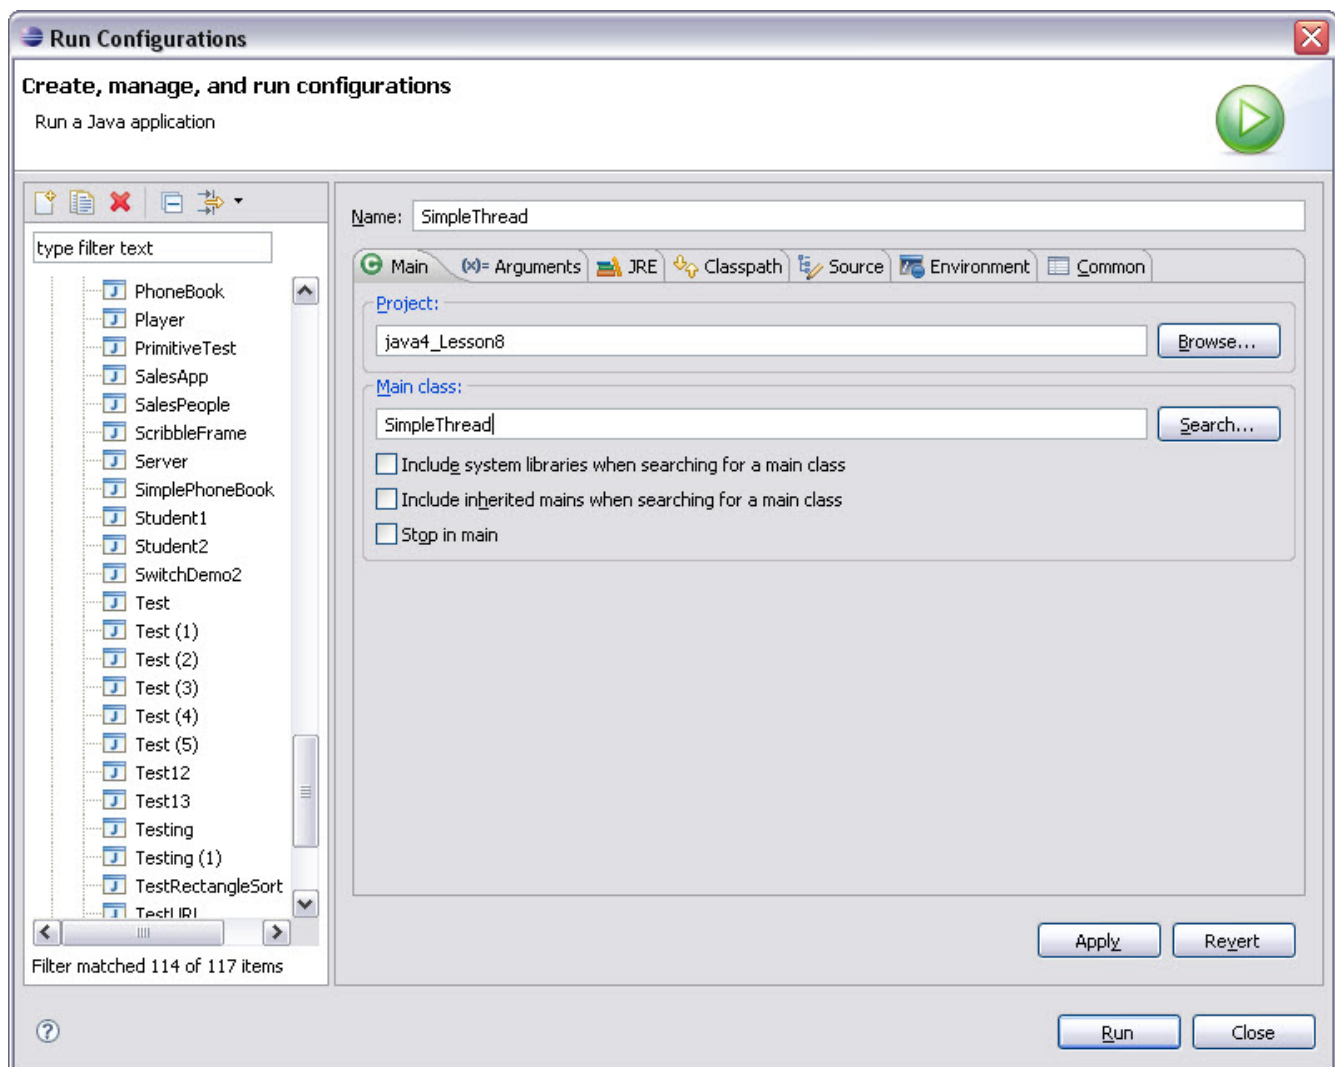 Run Configurations
Create, manage, and run configurations
Run a Java application
type filter text
PhoneBook
Player
PrimitiveTest
SalesApp
SalesPeople
ScribbleFrame
Server
SimplePhoneBook
Student1
Student2
SwitchDemo2
Test
Test (1)
Test (2)
Test (3)
Test (4)
Test (5)
Test12
Test13
Testing
Testing (1)
TestRectangleSort
TestURL
Filter matched 114 of 117 items
Name: SimpleThread
Main (x)= Arguments JRE Classpath Source Environment Common
Project:
java4_Lesson8 Browse...
Main class:
SimpleThread Search...
Include system libraries when searching for a main class
Include inherited mains when searching for a main class
Stop in main
Apply Revert
Run Close